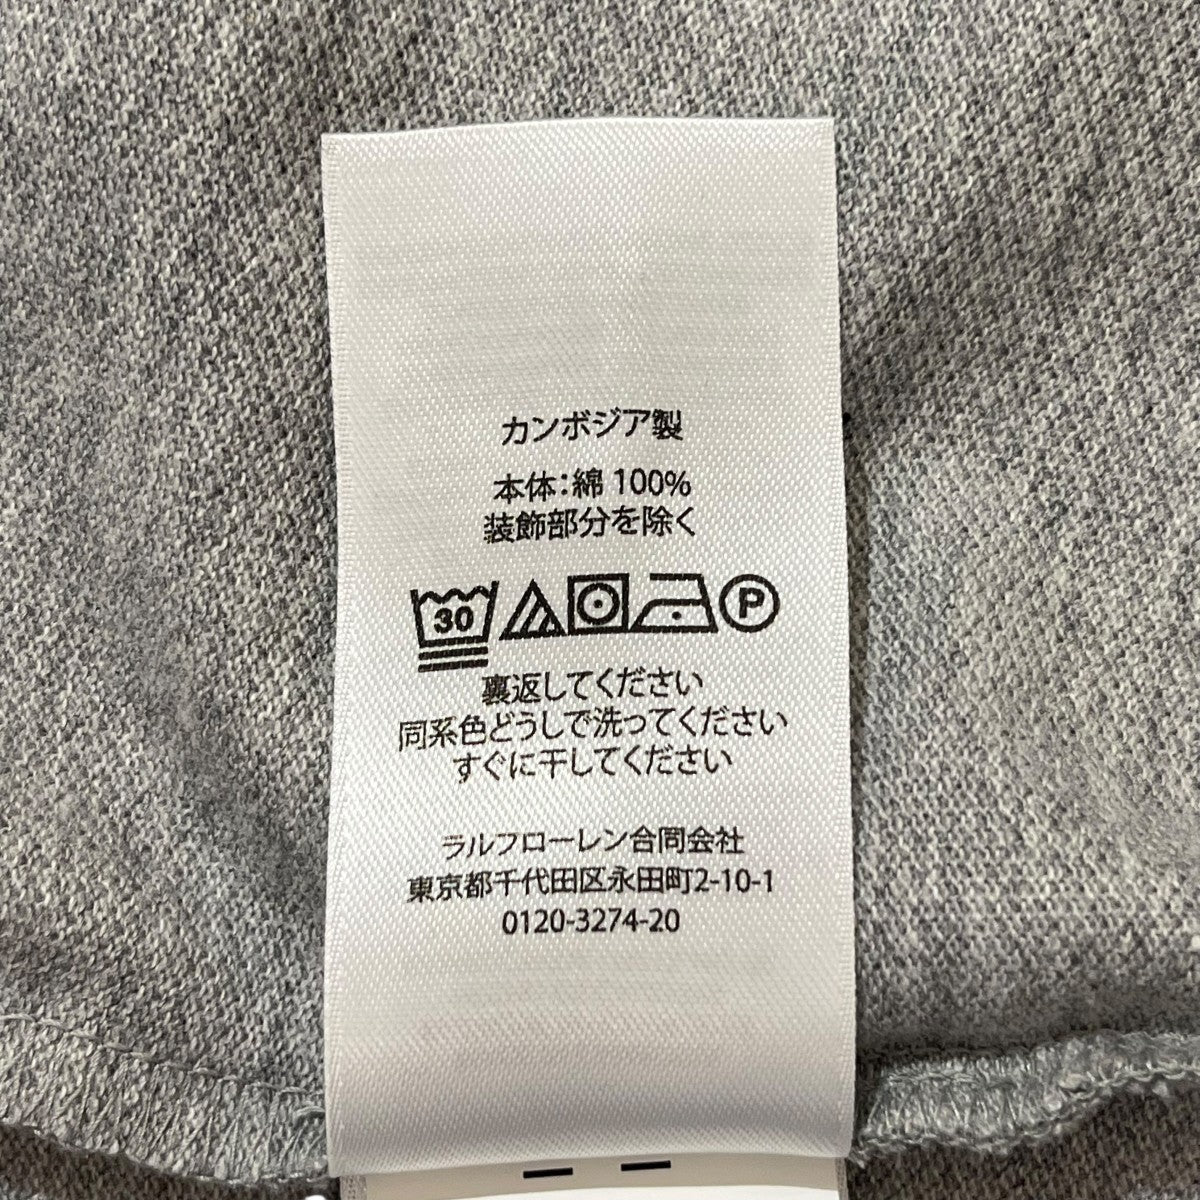 カンボジア製
本体：綿 100%
装飾部分を除く
30 P
裏返してください
同系色どうしで洗ってください
すぐに干してください
ラルフローレン合同会社
東京都千代田区永田町2-10-1
0120-3274-20